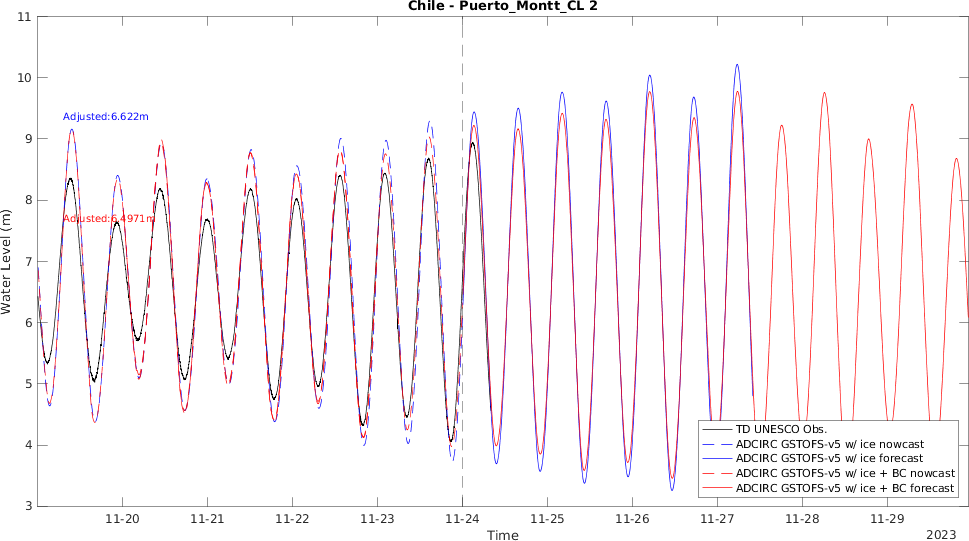 Chile - Puerto_Montt_CL 2
11
10
9
8
7
6
5
4
3
Water Level (m)
Adjusted:6.622m
Adjusted:6.4971m
TD UNESCO Obs.
ADCIRC GSTOFS-v5 w/ ice nowcast
ADCIRC GSTOFS-v5 w/ ice forecast
ADCIRC GSTOFS-v5 w/ ice + BC nowcast
ADCIRC GSTOFS-v5 w/ ice + BC forecast
11-20 11-21 11-22 11-23 11-24 11-25 11-26 11-27 11-28 11-29
Time
2023